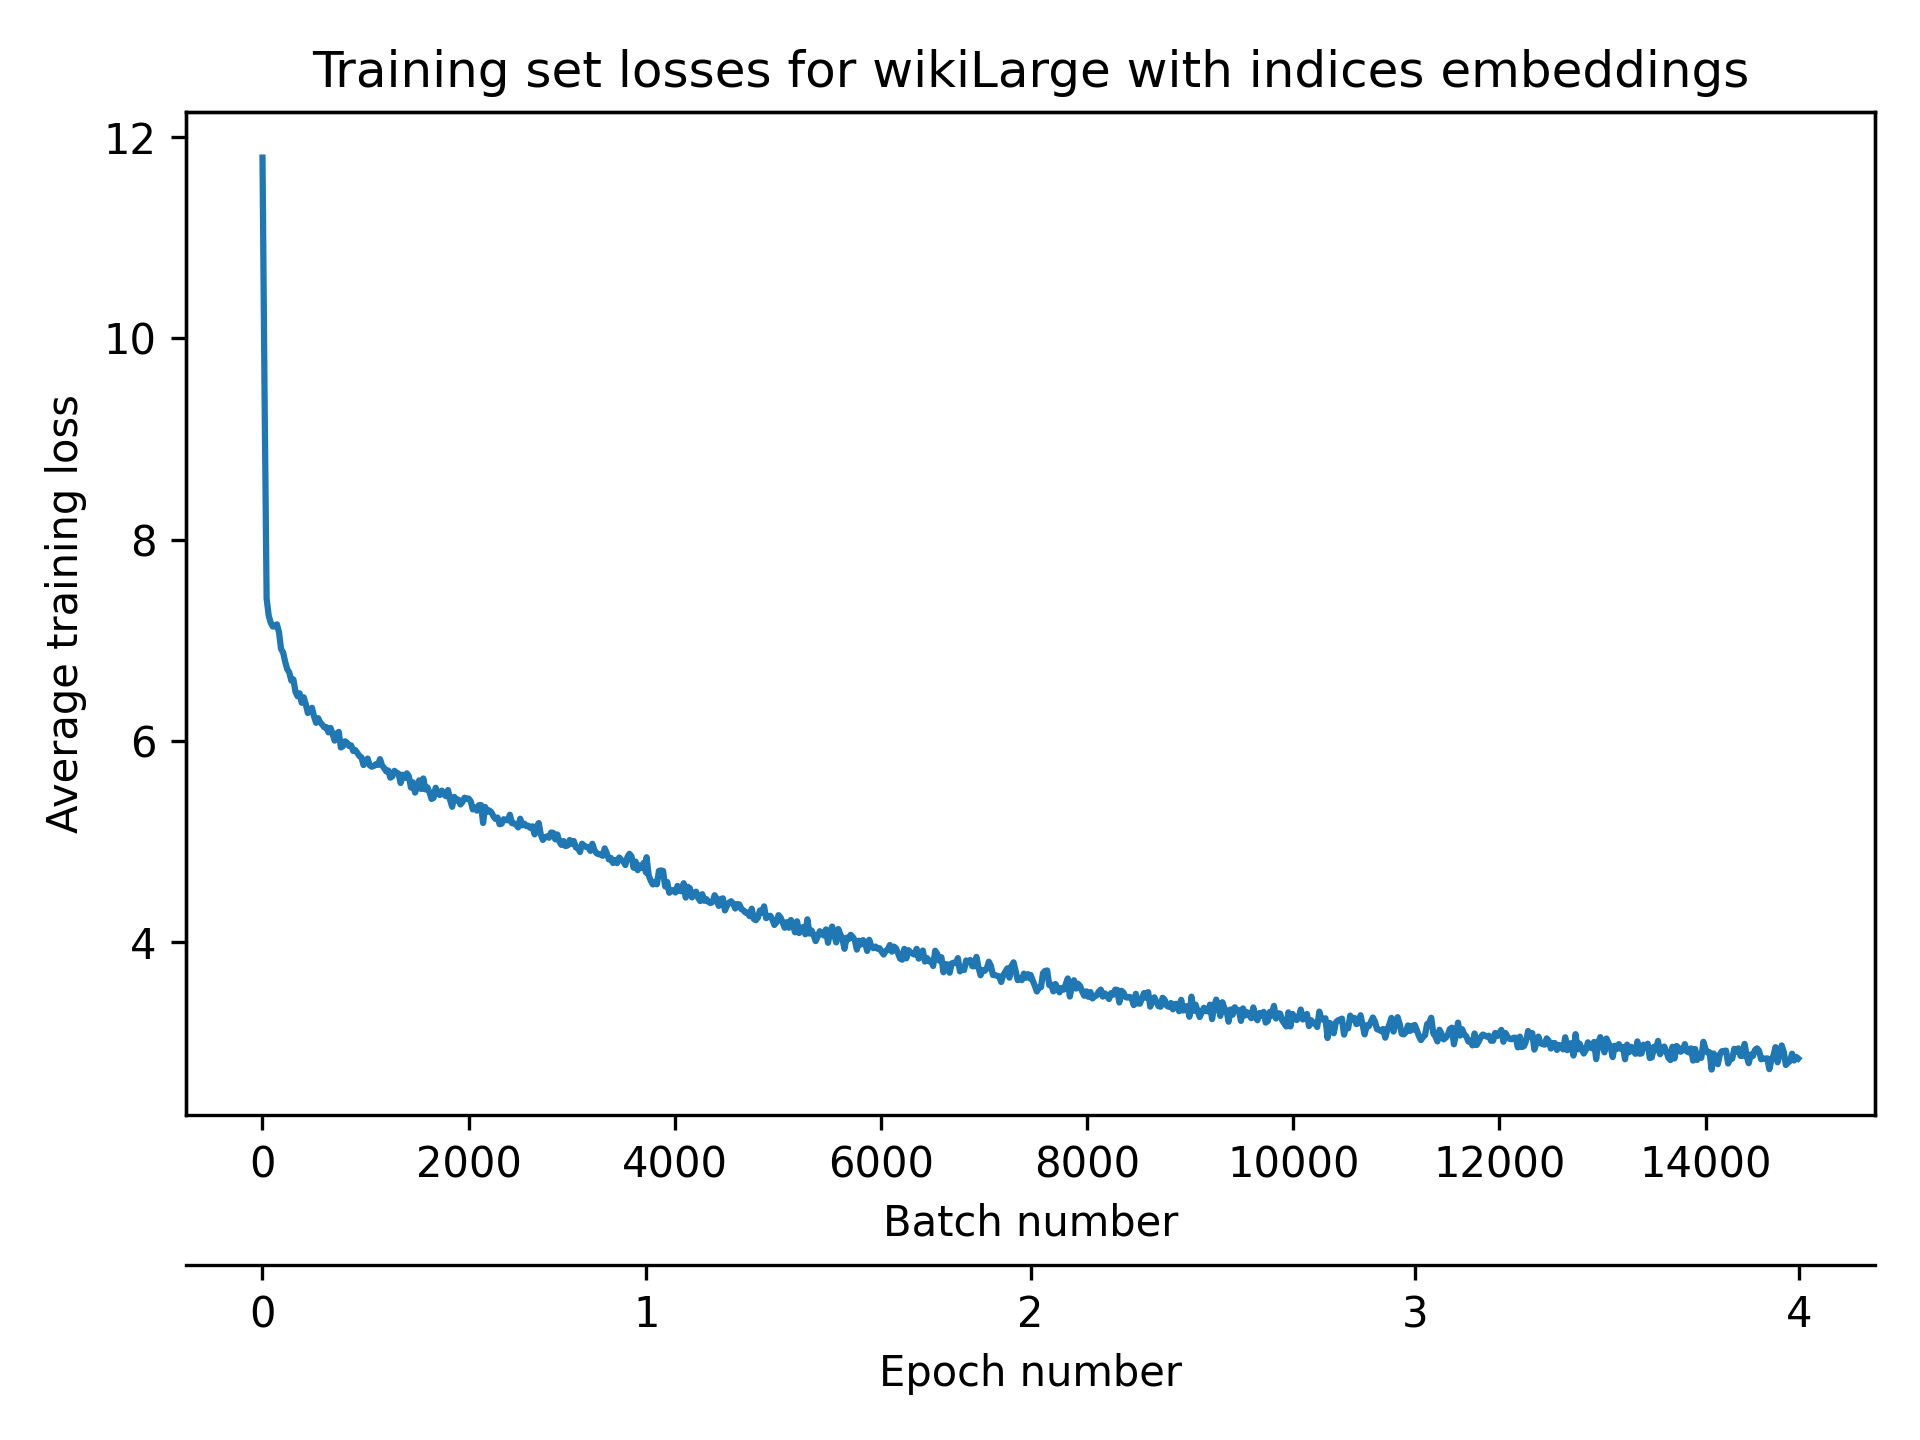 Training set losses for wikiLarge with indices embeddings
12
10
8
6
4
Average training loss
0 2000 4000 6000 8000 10000 12000 14000
Batch number
0 1 2 3 4
Epoch number